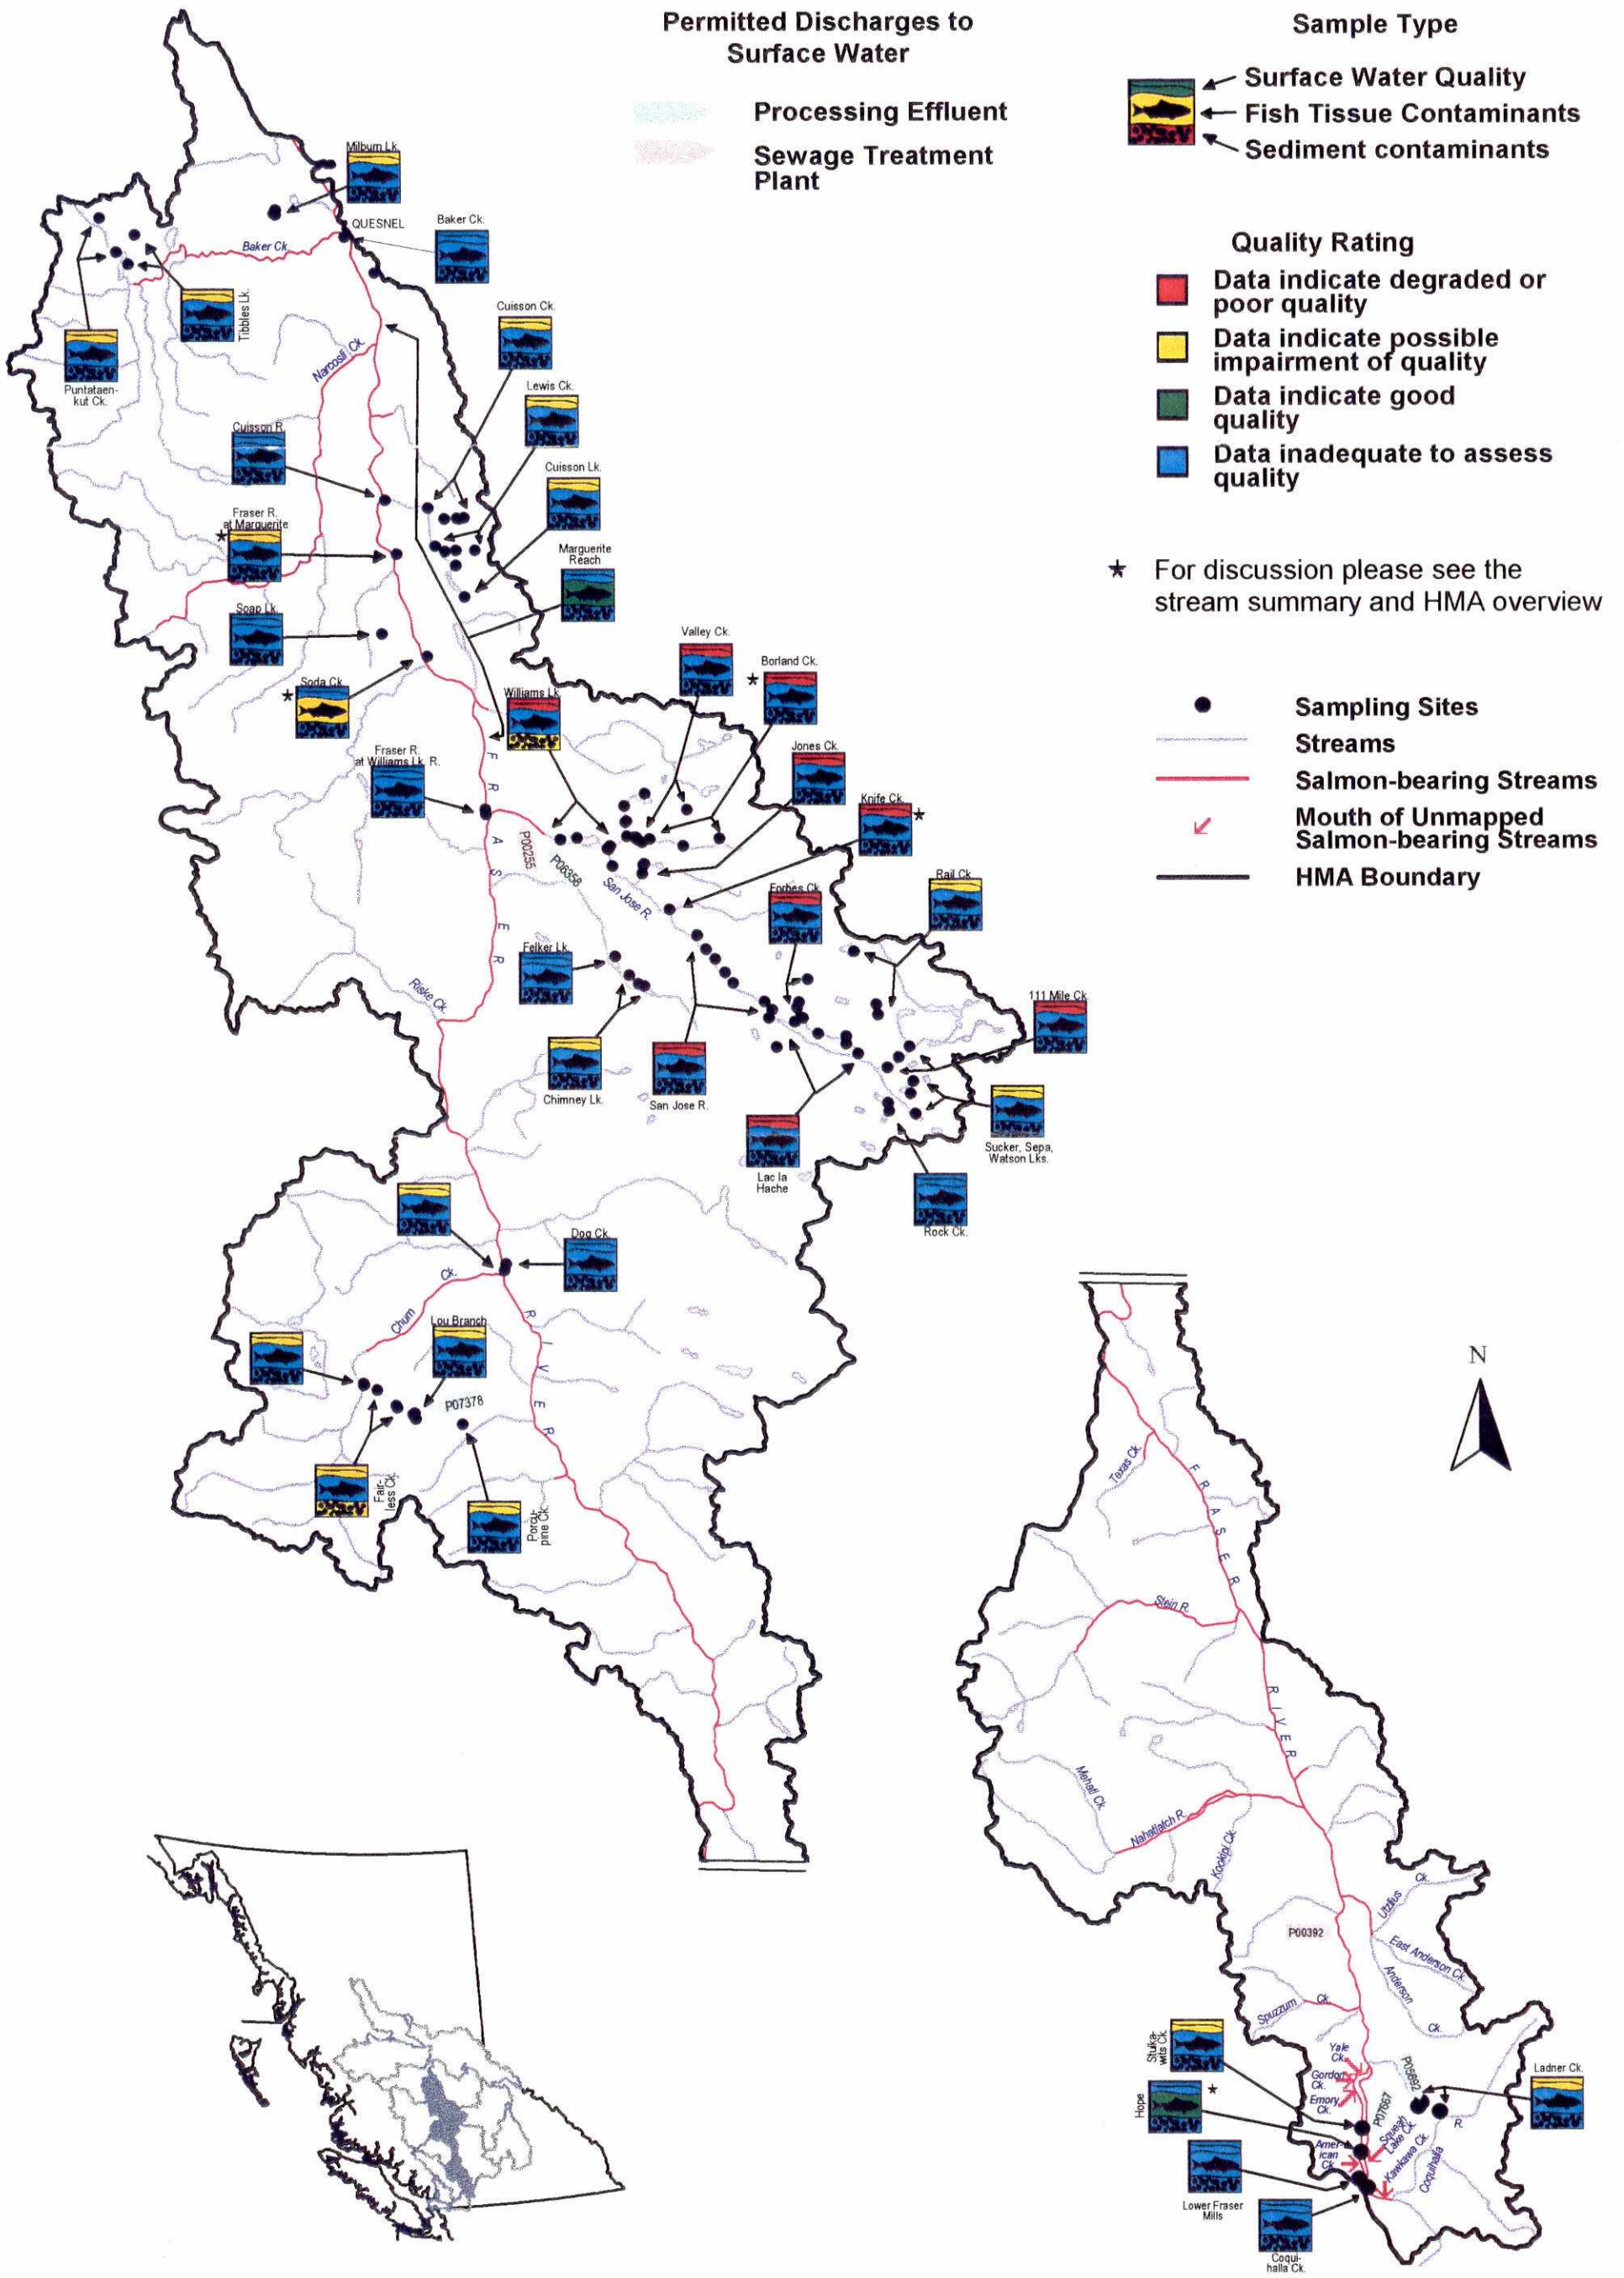 Permitted Discharges to
Surface Water
Processing Effluent
Sewage Treatment
Plant
Sample Type
Surface Water Quality
Fish Tissue Contaminants
Sediment contaminants
Quality Rating
Data indicate degraded or
poor quality
Data indicate possible
impairment of quality
Data indicate good
quality
Data inadequate to assess
quality
For discussion please see the
stream summary and HMA overview
Sampling Sites
Streams
Salmon-bearing Streams
Mouth of Unmapped
Salmon-bearing Streams
HMA Boundary
Milburn Lk.
QUESNEL
Baker Ck.
Baker Ck.
Tibbles Lk.
Puntataen-
kut Ck.
Cuisson Ck.
Narcosli Ck.
Lewis Ck.
Cuisson R.
Cuisson Lk.
Fraser R.
at Marguerite
Marguerite
Reach
Soap Lk.
Valley Ck.
Borland Ck.
Soda Ck.
Williams Lk.
Jones Ck.
Fraser R.
at Williams Lk. R.
Knife Ck.
P00255
P06358
San Jose R.
Forbes Ck.
Rail Ck.
Felker Lk.
Riske Ck.
111 Mile Ck.
Chimney Lk.
San Jose R.
Sucker, Sepa,
Watson Lks.
Lac la
Hache
Rock Ck.
Dog Ck.
Churn Ck.
Lou Branch
P07378
Fair-
less Ck.
Porcu-
pine Ck.
FRASER
RIVER
N
Texas Ck.
FRASER
Stein R.
RIVER
Mehatl Ck.
Nahatlatch R.
Kookipi Ck.
Utzlius Ck.
P00392
East Anderson Ck.
Anderson Ck.
Spuzzum Ck.
Stuka-
wits Ck.
Yale
Ck.
Gordon
Ck.
Emory
Ck.
P05692
P07667
Ladner Ck.
Hope
Squeah
Lake Ck.
Amer-
ican
Ck.
Kawkawa Ck.
Coquihalla
R.
Lower Fraser
Mills
Coqui-
halla Ck.